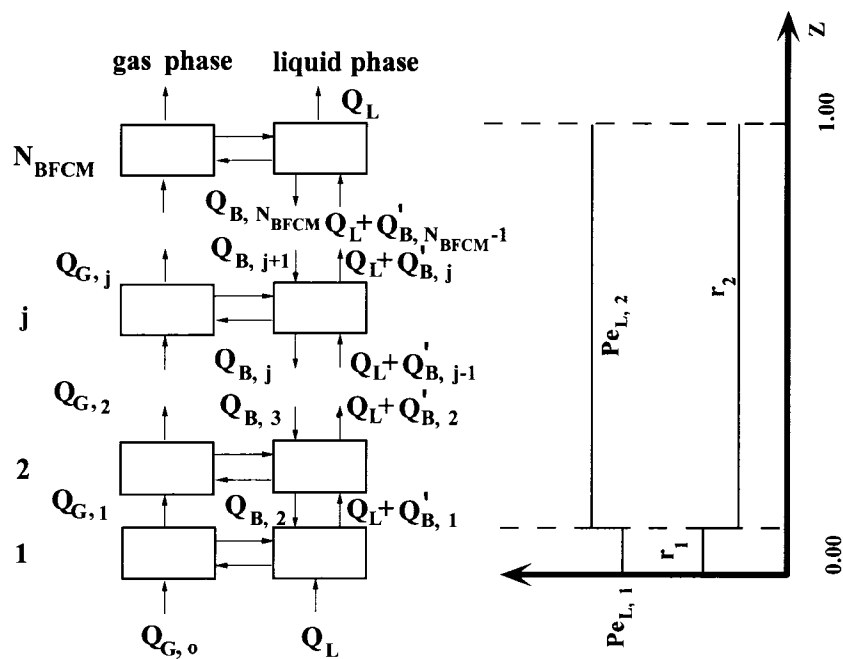 gas phase liquid phase
Q_L
N_BFCM
Q_B, N_BFCM Q_L+Q'_B, N_BFCM-1
Q_G, j Q_B, j+1 Q_L+Q'_B, j
j
Q_B, j Q_L+Q'_B, j-1
Q_G, 2 Q_B, 3 Q_L+Q'_B, 2
2
Q_G, 1 Q_B, 2 Q_L+Q'_B, 1
1
Q_G, o Q_L
Z
1.00
Pe_L, 2
r_2
r_1
0.00
Pe_L, 1